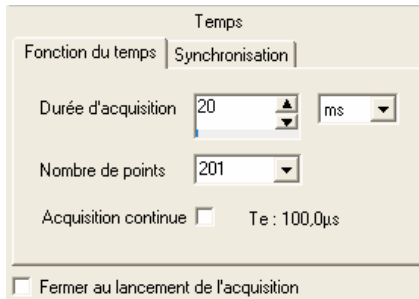 Temps
Fonction du temps Synchronisation
Durée d'acquisition 20 ms
Nombre de points 201
Acquisition continue Te : 100,0µs
Fermer au lancement de l'acquisition